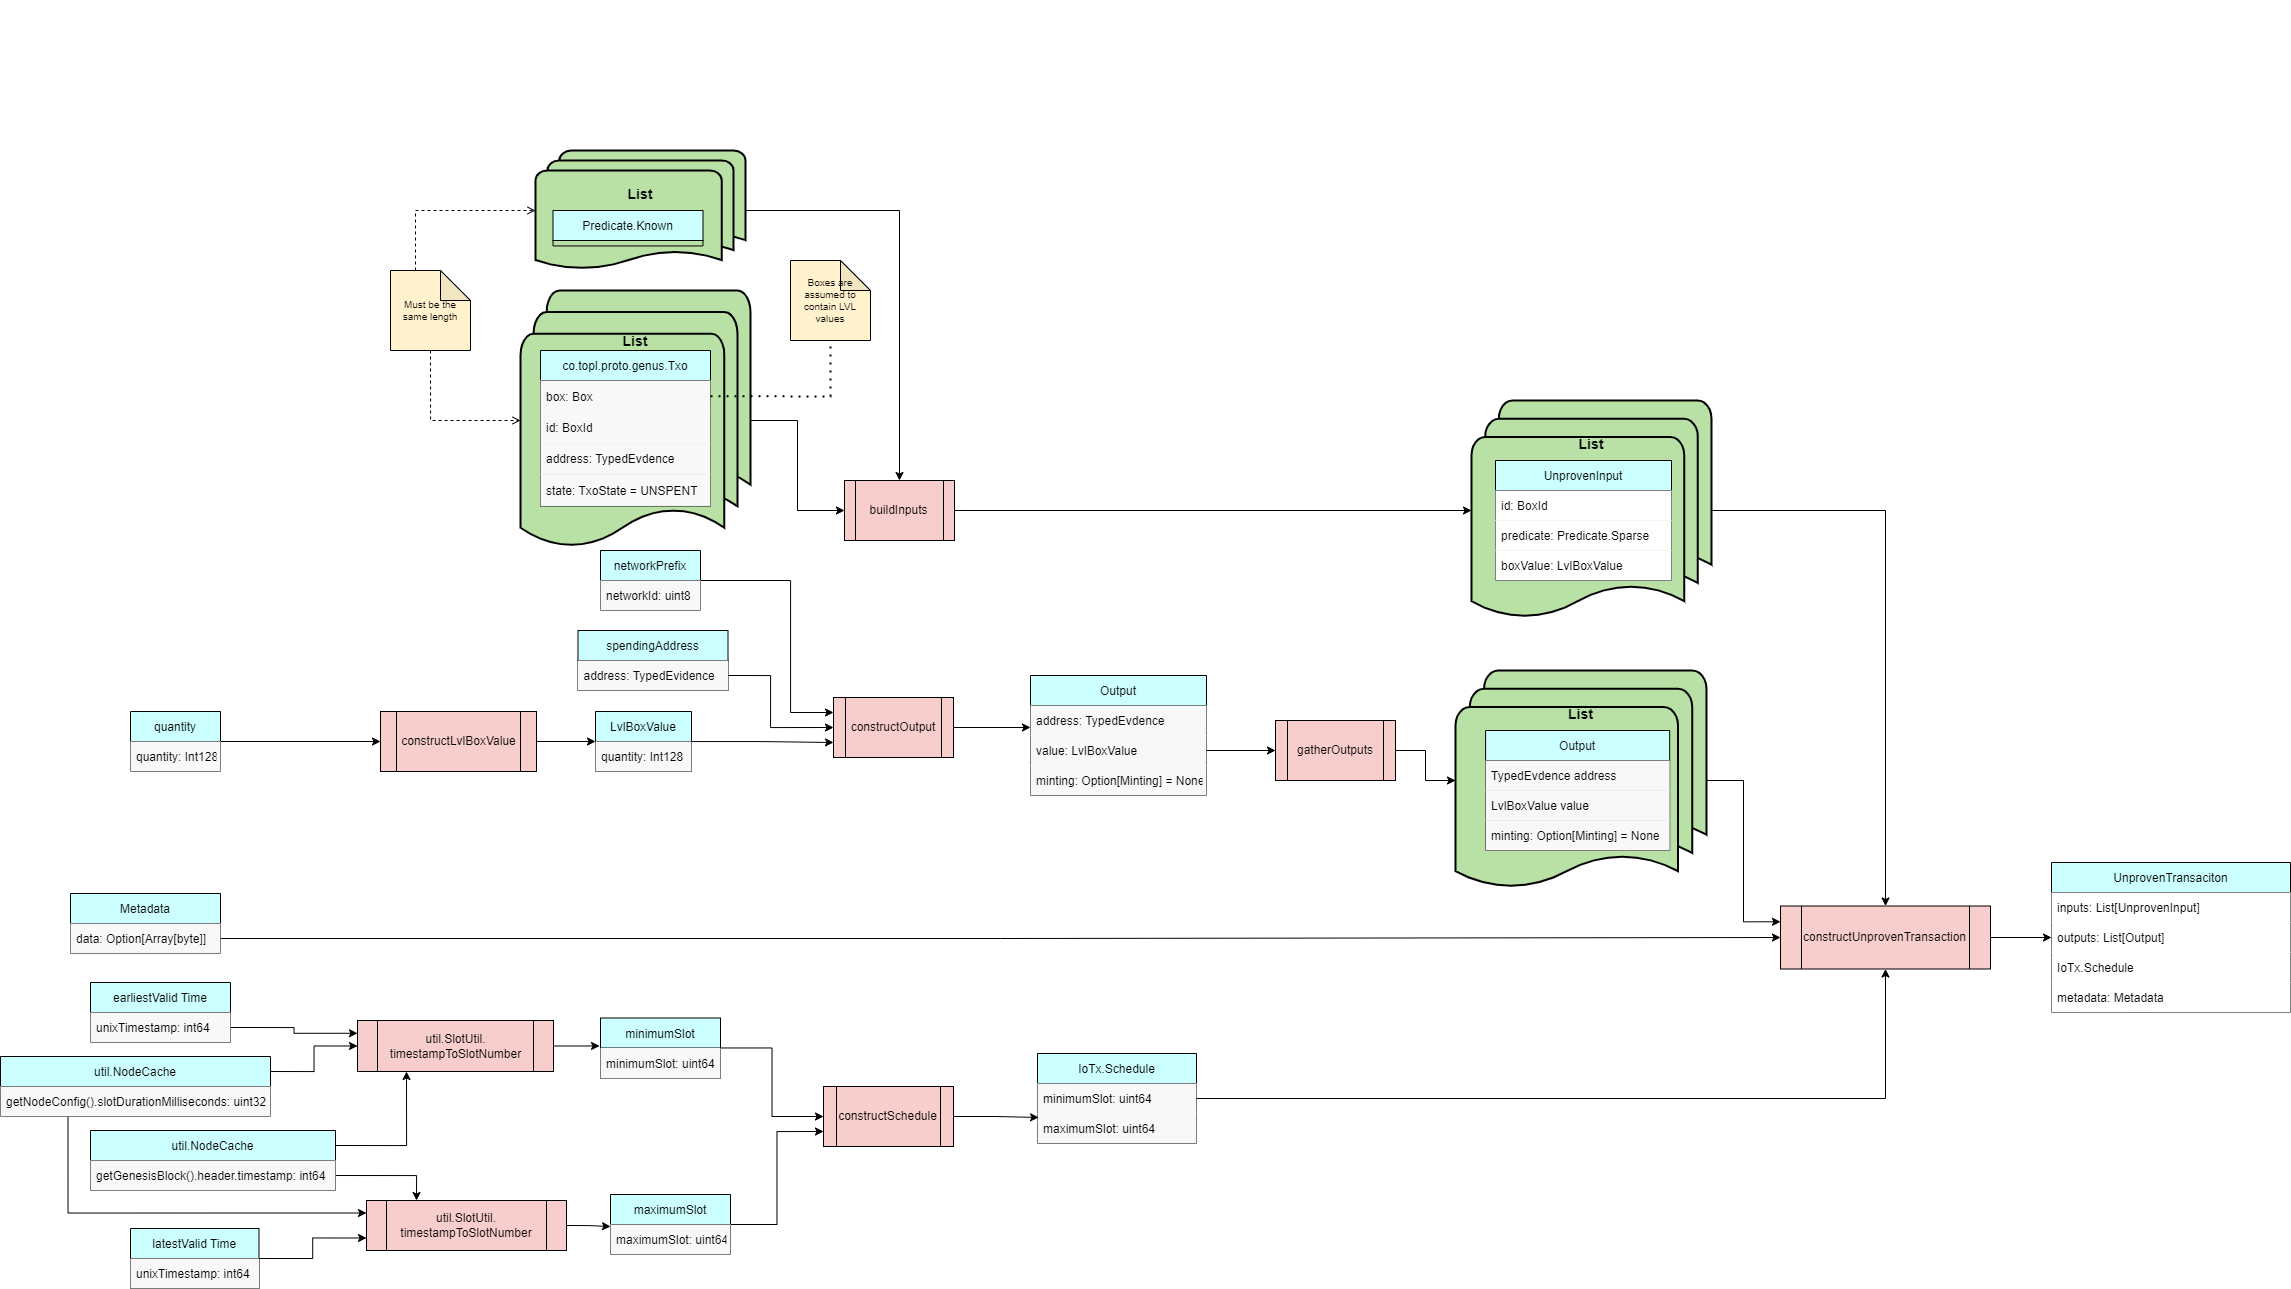 List
Predicate.Known
Must be the
same length
Boxes are
assumed to
contain LVL
values
List
co.topl.proto.genus.Txo
box: Box
id: BoxId
address: TypedEvdence
state: TxoState = UNSPENT
buildInputs
List
UnprovenInput
id: BoxId
predicate: Predicate.Sparse
boxValue: LvlBoxValue
networkPrefix
networkId: uint8
spendingAddress
address: TypedEvidence
quantity
quantity: Int128
constructLvlBoxValue
LvlBoxValue
quantity: Int128
constructOutput
Output
address: TypedEvdence
value: LvlBoxValue
minting: Option[Minting] = None
gatherOutputs
List
Output
TypedEvdence address
LvlBoxValue value
minting: Option[Minting] = None
Metadata
data: Option[Array[byte]]
constructUnprovenTransaction
UnprovenTransaciton
inputs: List[UnprovenInput]
outputs: List[Output]
IoTx.Schedule
metadata: Metadata
earliestValid Time
unixTimestamp: int64
util.NodeCache
getNodeConfig().slotDurationMilliseconds: uint32
util.SlotUtil.
timestampToSlotNumber
minimumSlot
minimumSlot: uint64
util.NodeCache
getGenesisBlock().header.timestamp: int64
constructSchedule
IoTx.Schedule
minimumSlot: uint64
maximumSlot: uint64
util.SlotUtil.
timestampToSlotNumber
maximumSlot
maximumSlot: uint64
latestValid Time
unixTimestamp: int64